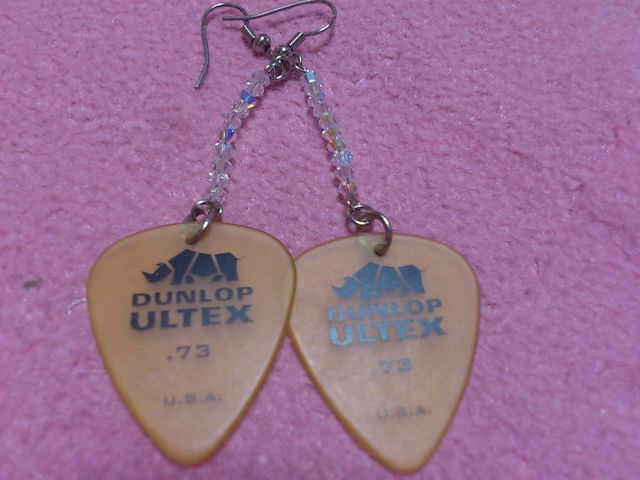 DUNLOP
ULTEX
.73
U.S.A.
DUNLOP
ULTEX
.73
U.S.A.